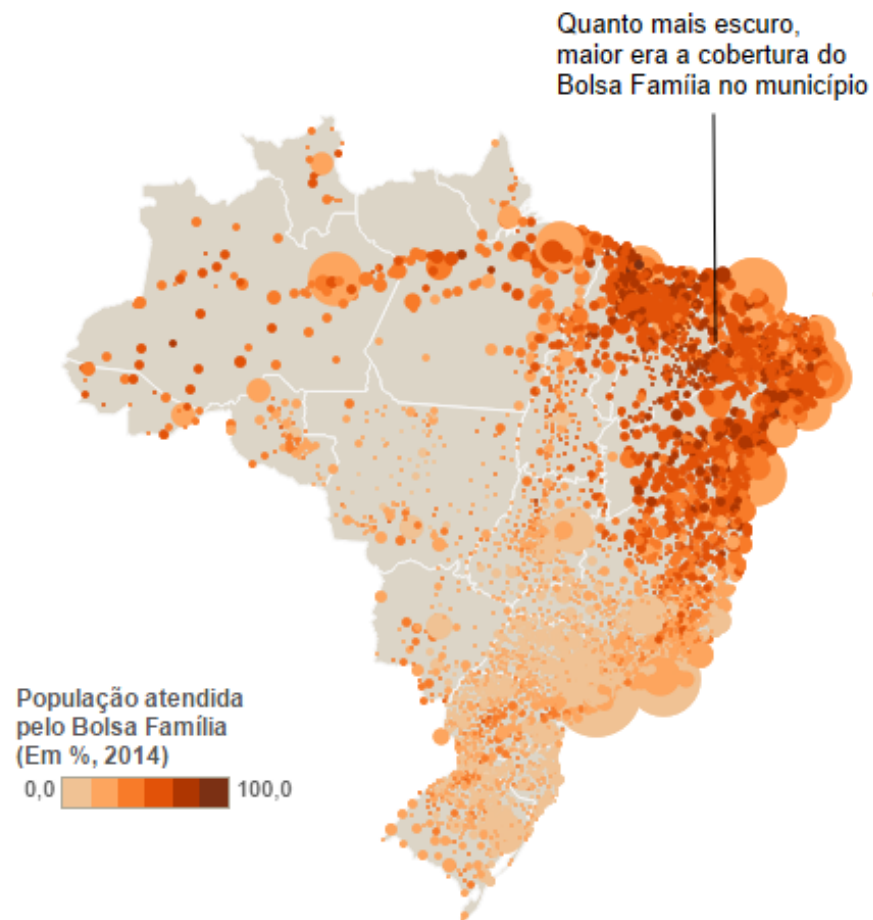 Quanto mais escuro,
maior era a cobertura do
Bolsa Famíia no município
População atendida
pelo Bolsa Família
(Em %, 2014)
0,0 100,0